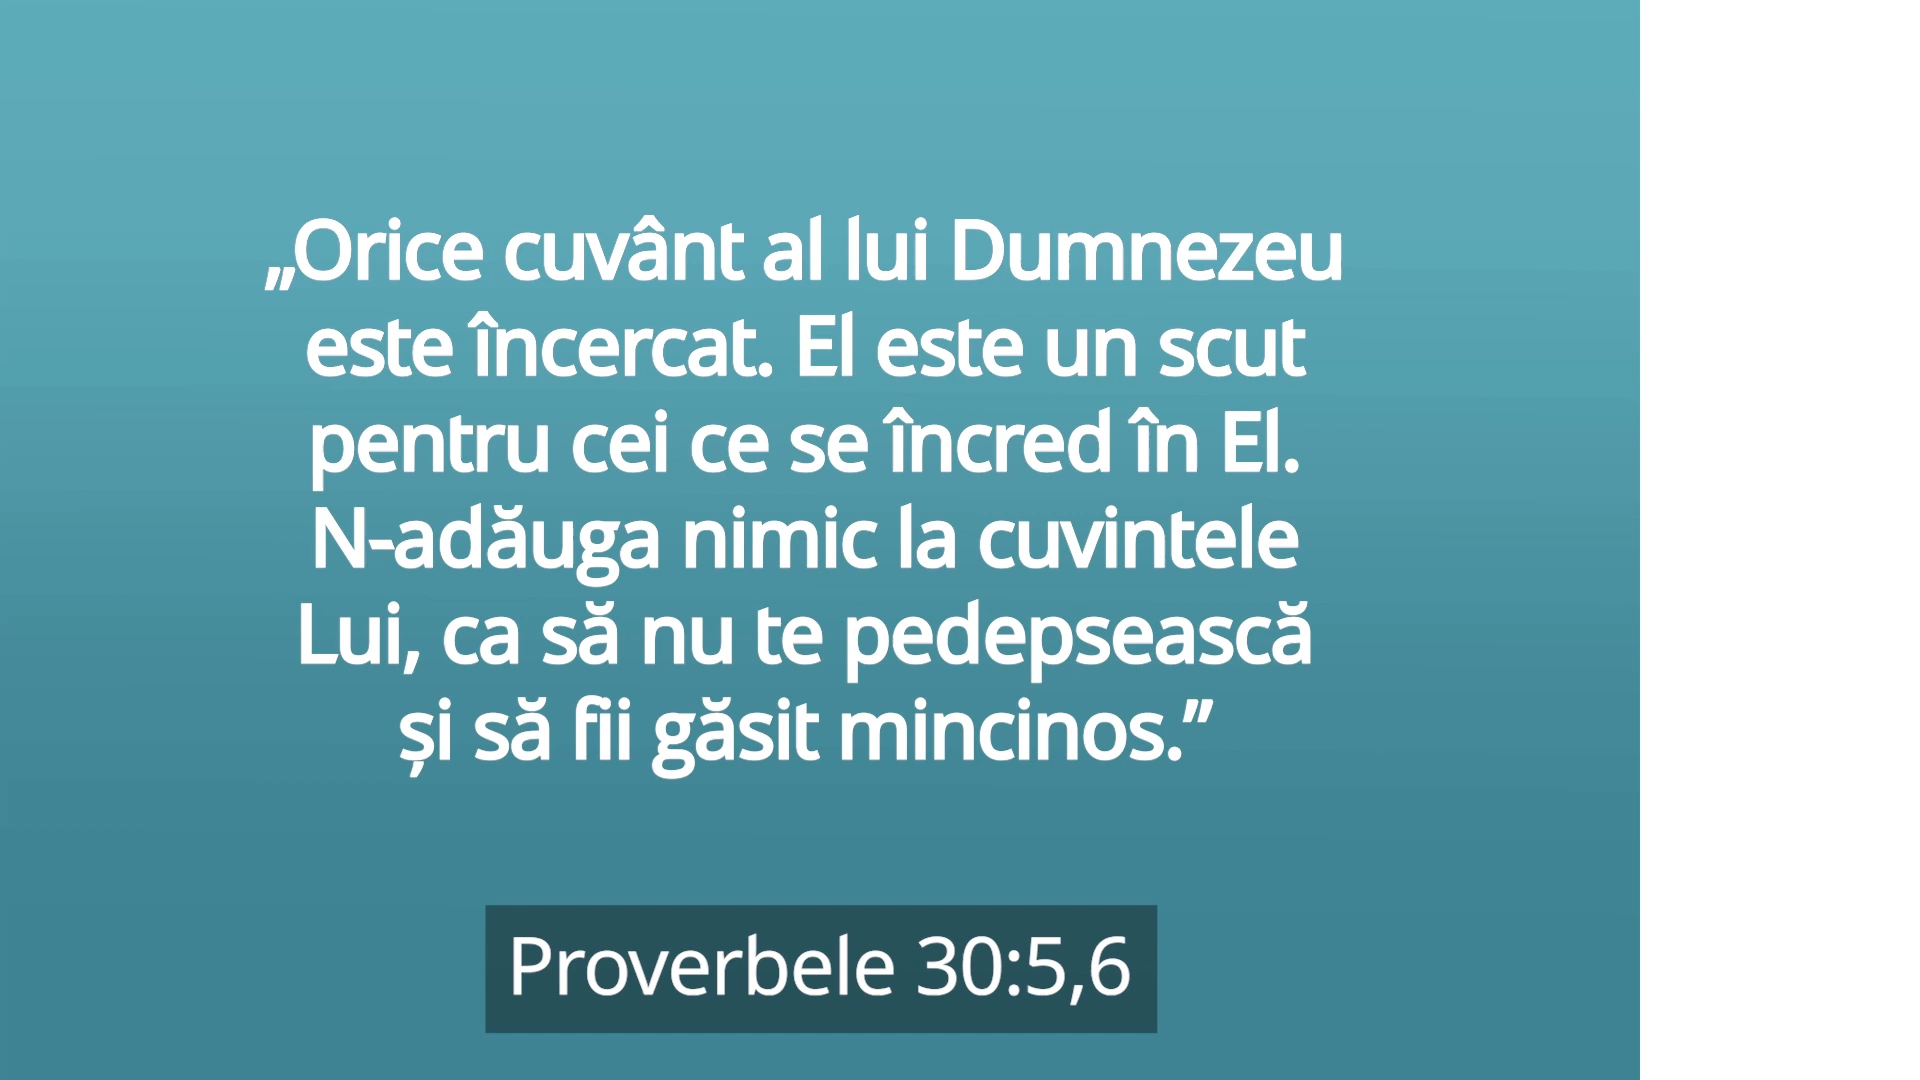 „Orice cuvânt al lui Dumnezeu
este încercat. El este un scut
pentru cei ce se încred în El.
N-adăuga nimic la cuvintele
Lui, ca să nu te pedepsească
și să fii găsit mincinos.”
Proverbele 30:5,6